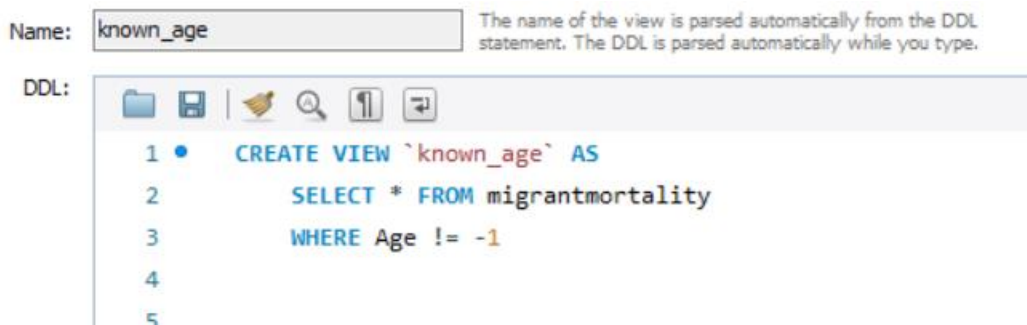 Name: known_age The name of the view is parsed automatically from the DDL
statement. The DDL is parsed automatically while you type.
DDL:
1 CREATE VIEW `known_age` AS
2 SELECT * FROM migrantmortality
3 WHERE Age != -1
4
5